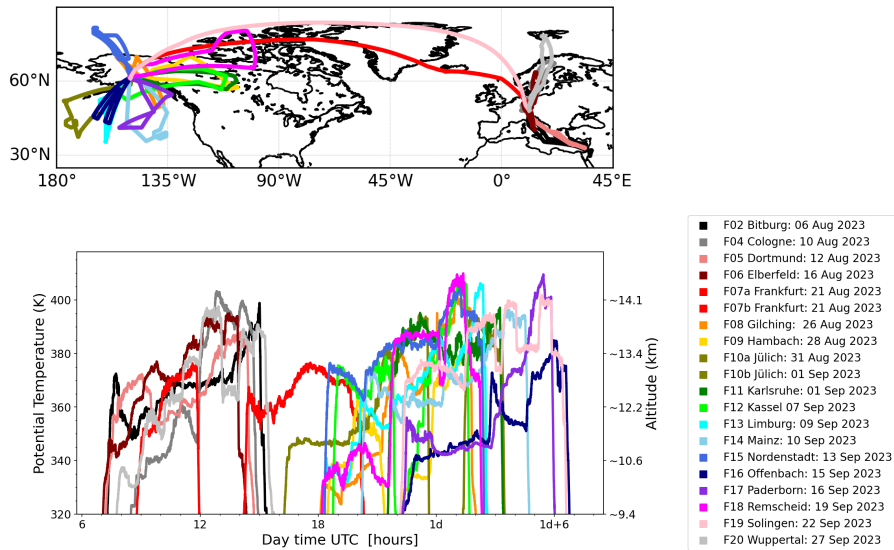 60°N
30°N
180°
135°W
90°W
45°W
0°
45°E
F02 Bitburg: 06 Aug 2023
F04 Cologne: 10 Aug 2023
F05 Dortmund: 12 Aug 2023
F06 Elberfeld: 16 Aug 2023
F07a Frankfurt: 21 Aug 2023
F07b Frankfurt: 21 Aug 2023
F08 Gilching:  26 Aug 2023
F09 Hambach: 28 Aug 2023
F10a Jülich: 31 Aug 2023
F10b Jülich: 01 Sep 2023
F11 Karlsruhe: 01 Sep 2023
F12 Kassel 07 Sep 2023
F13 Limburg: 09 Sep 2023
F14 Mainz: 10 Sep 2023
F15 Nordenstadt: 13 Sep 2023
F16 Offenbach: 15 Sep 2023
F17 Paderborn: 16 Sep 2023
F18 Remscheid: 19 Sep 2023
F19 Solingen: 22 Sep 2023
F20 Wuppertal: 27 Sep 2023
Potential Temperature (K)
400
380
360
340
320
~14.1
~13.4
~12.2
~10.6
~9.4
Altitude (km)
6
12
18
1d
1d+6
Day time UTC  [hours]